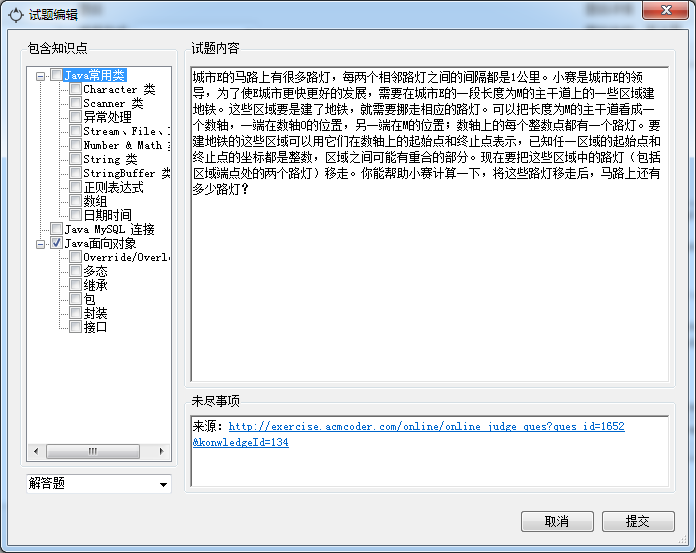 试题编辑
包含知识点
Java常用类
Character 类
Scanner 类
异常处理
Stream、File、I
Number & Math 类
String 类
StringBuffer 类
正则表达式
数组
日期时间
Java MySQL 连接
Java面向对象
Override/Overlo
多态
继承
包
封装
接口
解答题
试题内容
城市E的马路上有很多路灯，每两个相邻路灯之间的间隔都是1公里。小赛是城市E的领
导，为了使E城市更快更好的发展，需要在城市E的一段长度为M的主干道上的一些区域建
地铁。这些区域要是建了地铁，就需要挪走相应的路灯。可以把长度为M的主干道看成一
个数轴，一端在数轴0的位置，另一端在M的位置；数轴上的每个整数点都有一个路灯。要
建地铁的这些区域可以用它们在数轴上的起始点和终止点表示，已知任一区域的起始点和
终止点的坐标都是整数，区域之间可能有重合的部分。现在要把这些区域中的路灯（包括
区域端点处的两个路灯）移走。你能帮助小赛计算一下，将这些路灯移走后，马路上还有
多少路灯？
未尽事项
来源：http://exercise.acmcoder.com/online/online_judge_ques?ques_id=1652
&konwledgeId=134
取消
提交